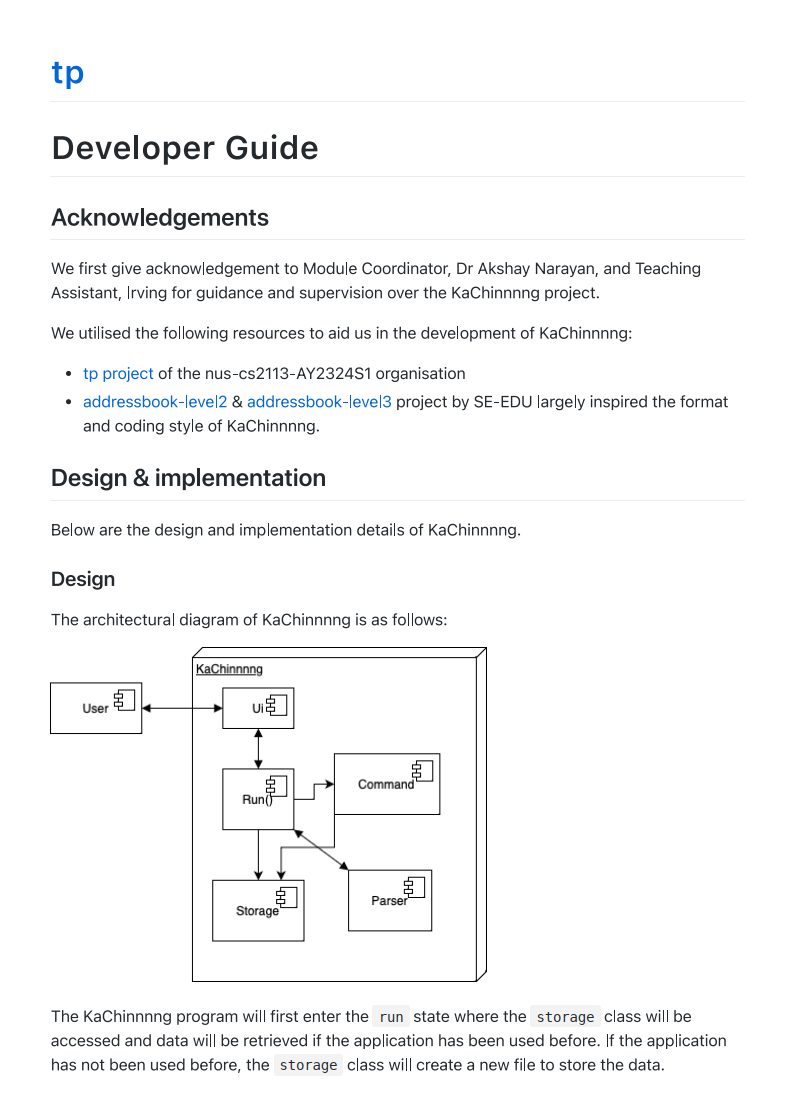 tp
Developer Guide
Acknowledgements
We first give acknowledgement to Module Coordinator, Dr Akshay Narayan, and Teaching
Assistant, Irving for guidance and supervision over the KaChinnnng project.
We utilised the following resources to aid us in the development of KaChinnnng:
• tp project of the nus-cs2113-AY2324S1 organisation
• addressbook-level2 & addressbook-level3 project by SE-EDU largely inspired the format
and coding style of KaChinnnng.
Design & implementation
Below are the design and implementation details of KaChinnnng.
Design
The architectural diagram of KaChinnnng is as follows:
KaChinnnng
User
Ui
Run()
Command
Storage
Parser
The KaChinnnng program will first enter the run state where the storage class will be
accessed and data will be retrieved if the application has been used before. If the application
has not been used before, the storage class will create a new file to store the data.